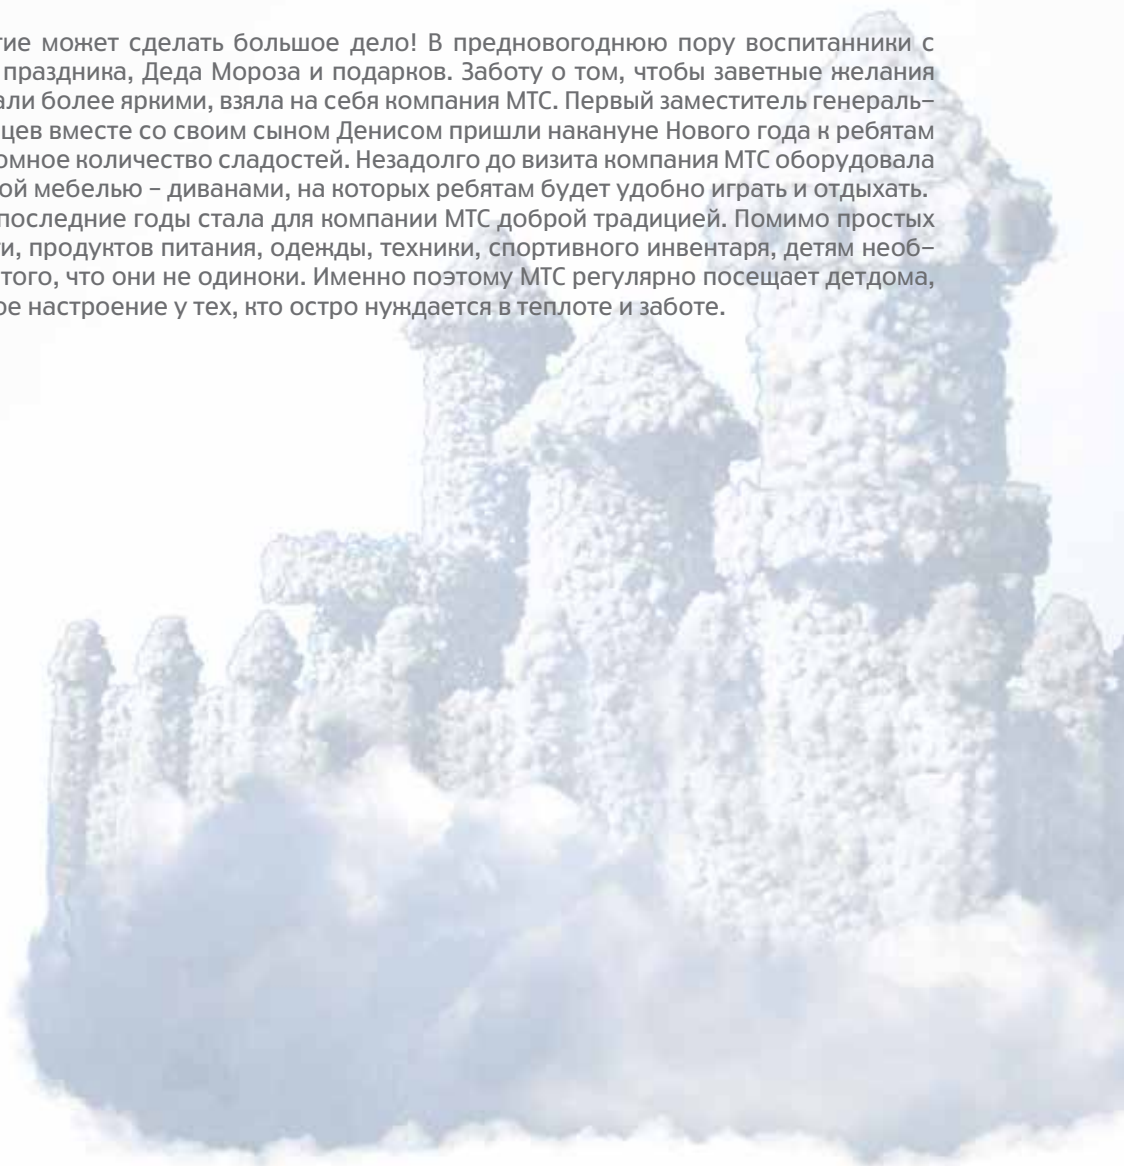 тие может сделать большое дело! В предновогоднюю пору воспитанники с
праздника, Деда Мороза и подарков. Заботу о том, чтобы заветные желания
али более яркими, взяла на себя компания МТС. Первый заместитель генераль–
цев вместе со своим сыном Денисом пришли накануне Нового года к ребятам
омное количество сладостей. Незадолго до визита компания МТС оборудовала
ой мебелью – диванами, на которых ребятам будет удобно играть и отдыхать.
последние годы стала для компании МТС доброй традицией. Помимо простых
ти, продуктов питания, одежды, техники, спортивного инвентаря, детям необ–
того, что они не одиноки. Именно поэтому МТС регулярно посещает детдома,
ое настроение у тех, кто остро нуждается в теплоте и заботе.